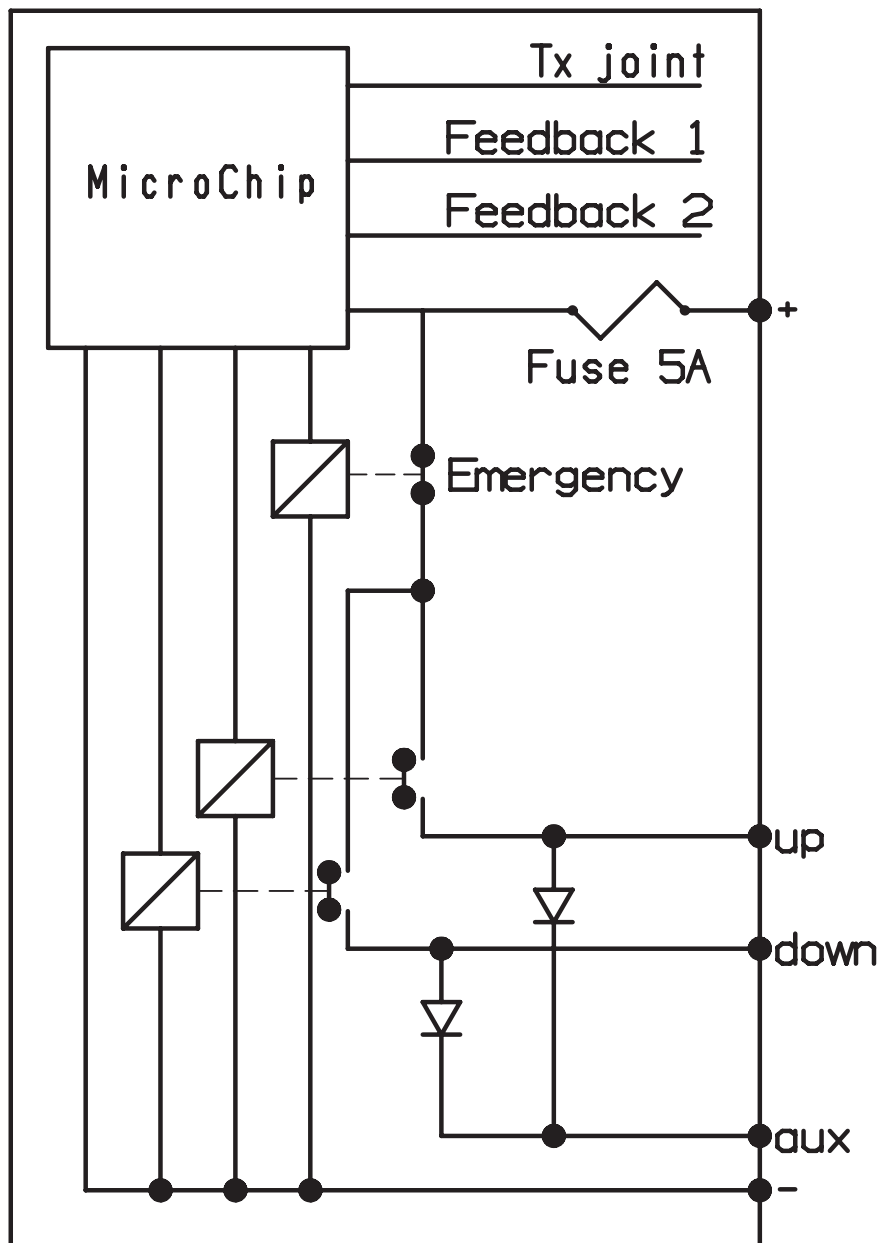 Tx joint
Feedback 1
MicroChip
Feedback 2
+
Fuse 5A
Emergency
up
down
aux
-